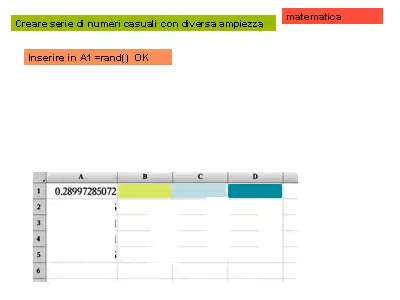 Creare serie di numeri casuali con diversa ampiezza
matematica
Inserire in A1 =rand() OK
A B C D
1 0.28997285072
2
3
4
5
6